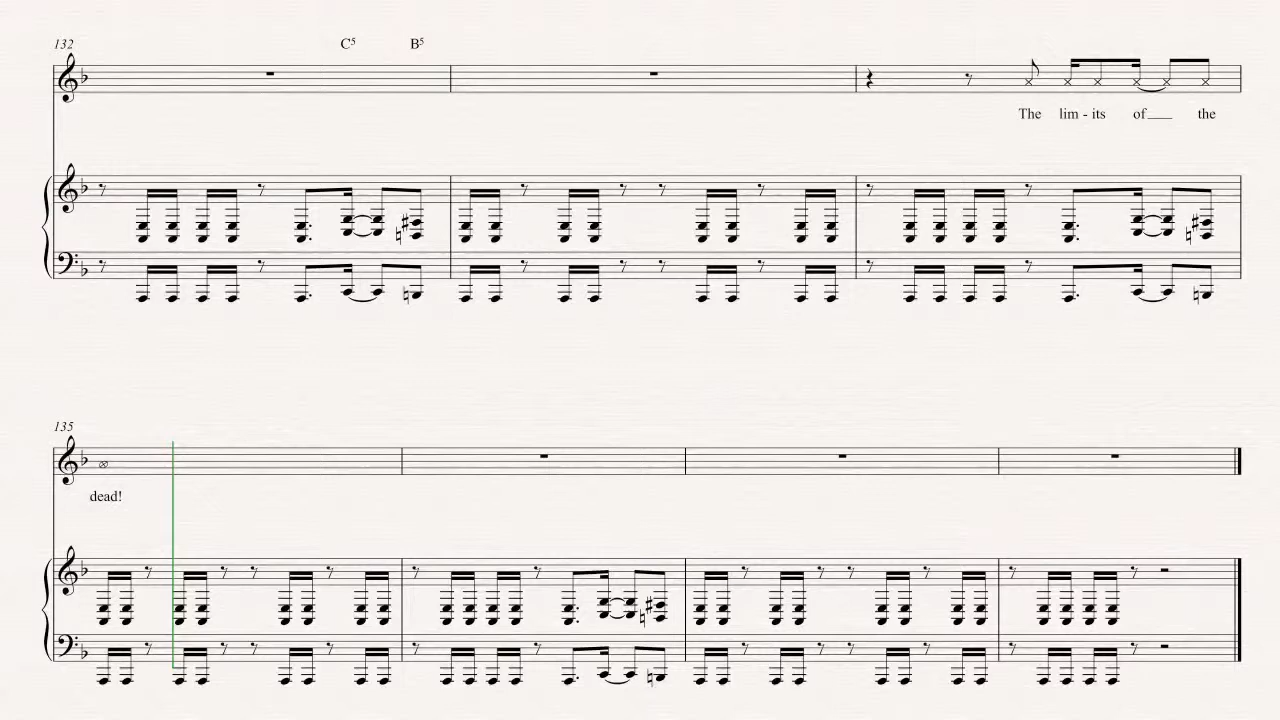 132
C5 B5
The lim - its of the
135
dead!